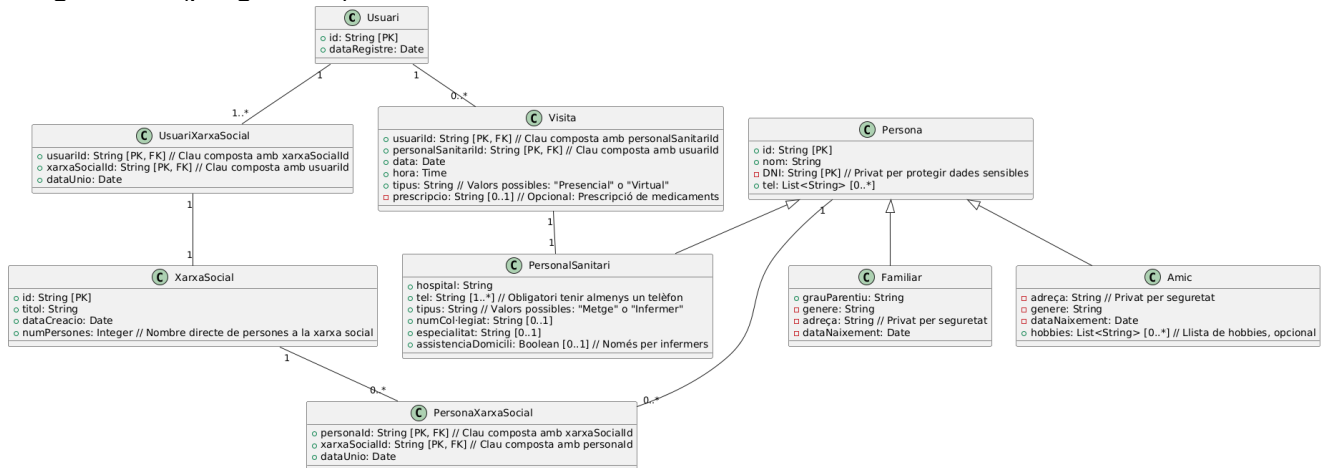 C Usuari
id: String [PK]
dataRegistre: Date
1
1
1..*
0..*
C UsuariXarxaSocial
usuariId: String [PK, FK] // Clau composta amb xarxaSocialId
xarxaSocialId: String [PK, FK] // Clau composta amb usuariId
dataUnio: Date
C Visita
usuariId: String [PK, FK] // Clau composta amb personalSanitariId
personalSanitariId: String [PK, FK] // Clau composta amb usuariId
data: Date
hora: Time
tipus: String // Valors possibles: "Presencial" o "Virtual"
prescripcio: String [0..1] // Opcional: Prescripció de medicaments
C Persona
id: String [PK]
nom: String
DNI: String [PK] // Privat per protegir dades sensibles
tel: List<String> [0..*]
1
1
1
1
1
C XarxaSocial
id: String [PK]
titol: String
dataCreacio: Date
numPersones: Integer // Nombre directe de persones a la xarxa social
C PersonalSanitari
hospital: String
tel: String [1..*] // Obligatori tenir almenys un telèfon
tipus: String // Valors possibles: "Metge" o "Infermer"
numCol·legiat: String [0..1]
especialitat: String [0..1]
assistenciaDomicili: Boolean [0..1] // Només per infermers
C Familiar
grauParentiu: String
genere: String
adreça: String // Privat per seguretat
dataNaixement: Date
C Amic
adreça: String // Privat per seguretat
genere: String
dataNaixement: Date
hobbies: List<String> [0..*] // Llista de hobbies, opcional
1
0..*
0..*
C PersonaXarxaSocial
personaId: String [PK, FK] // Clau composta amb xarxaSocialId
xarxaSocialId: String [PK, FK] // Clau composta amb personaId
dataUnio: Date